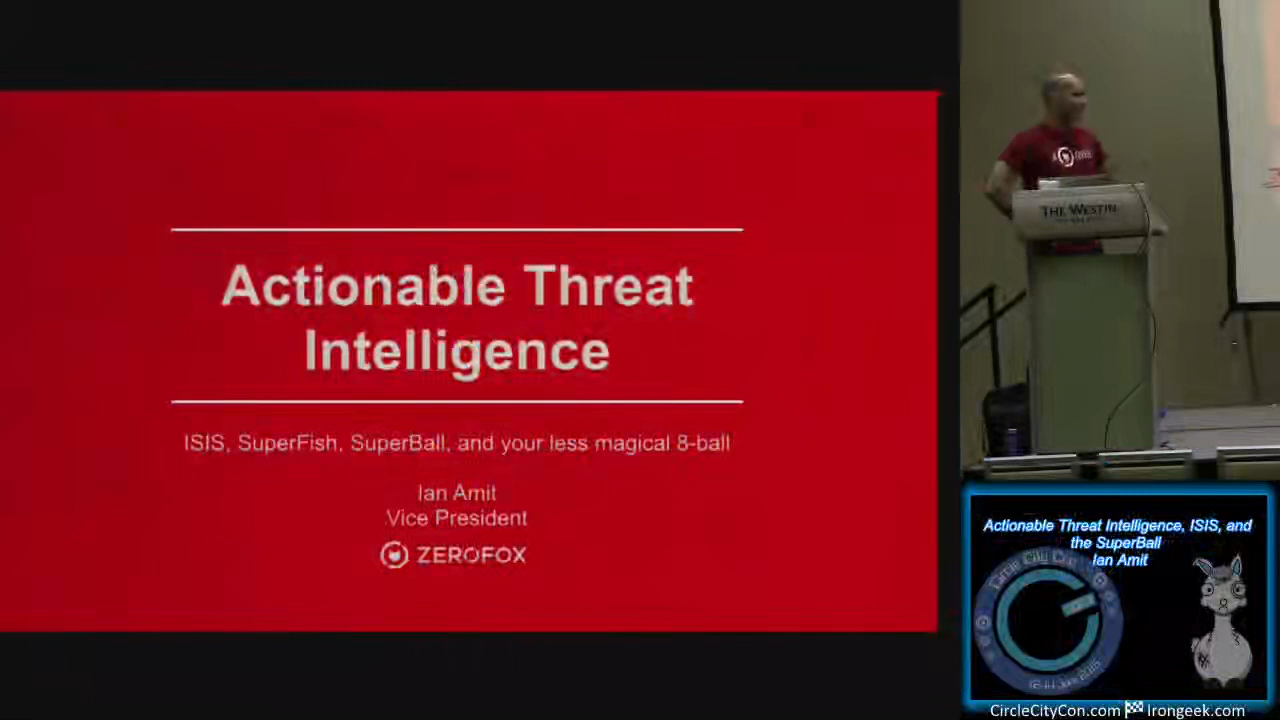 Actionable Threat
Intelligence
ISIS, SuperFish, SuperBall, and your less magical 8-ball
Ian Amit
Vice President
ZEROFOX
THE WESTIN
Actionable Threat Intelligence, ISIS, and
the SuperBall
Ian Amit
CircleCityCon.com Irongeek.com